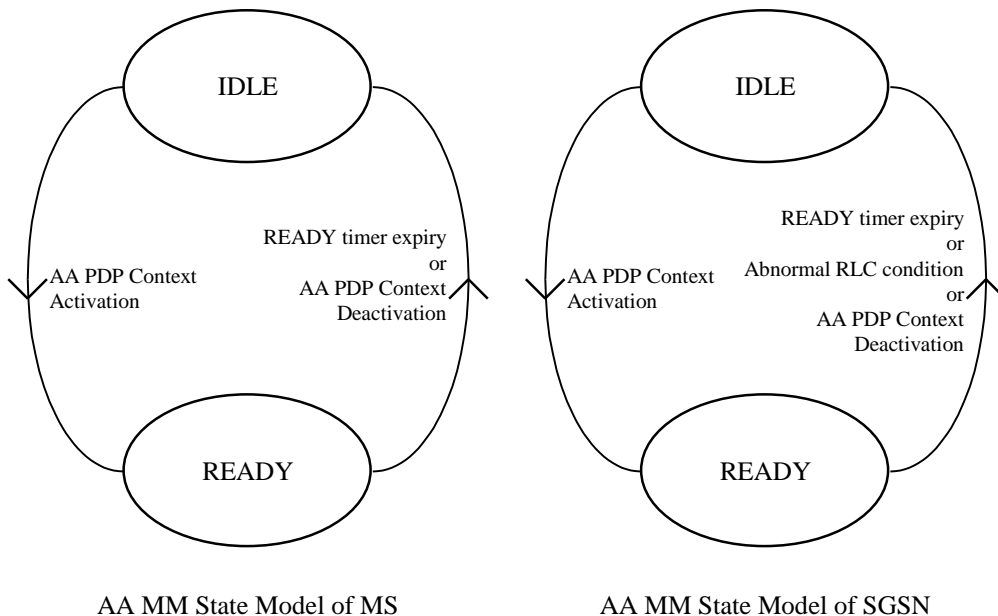 IDLE
AA PDP Context
Activation
READY timer expiry
or
AA PDP Context
Deactivation
READY
AA MM State Model of MS
IDLE
AA PDP Context
Activation
READY timer expiry
or
Abnormal RLC condition
or
AA PDP Context
Deactivation
READY
AA MM State Model of SGSN